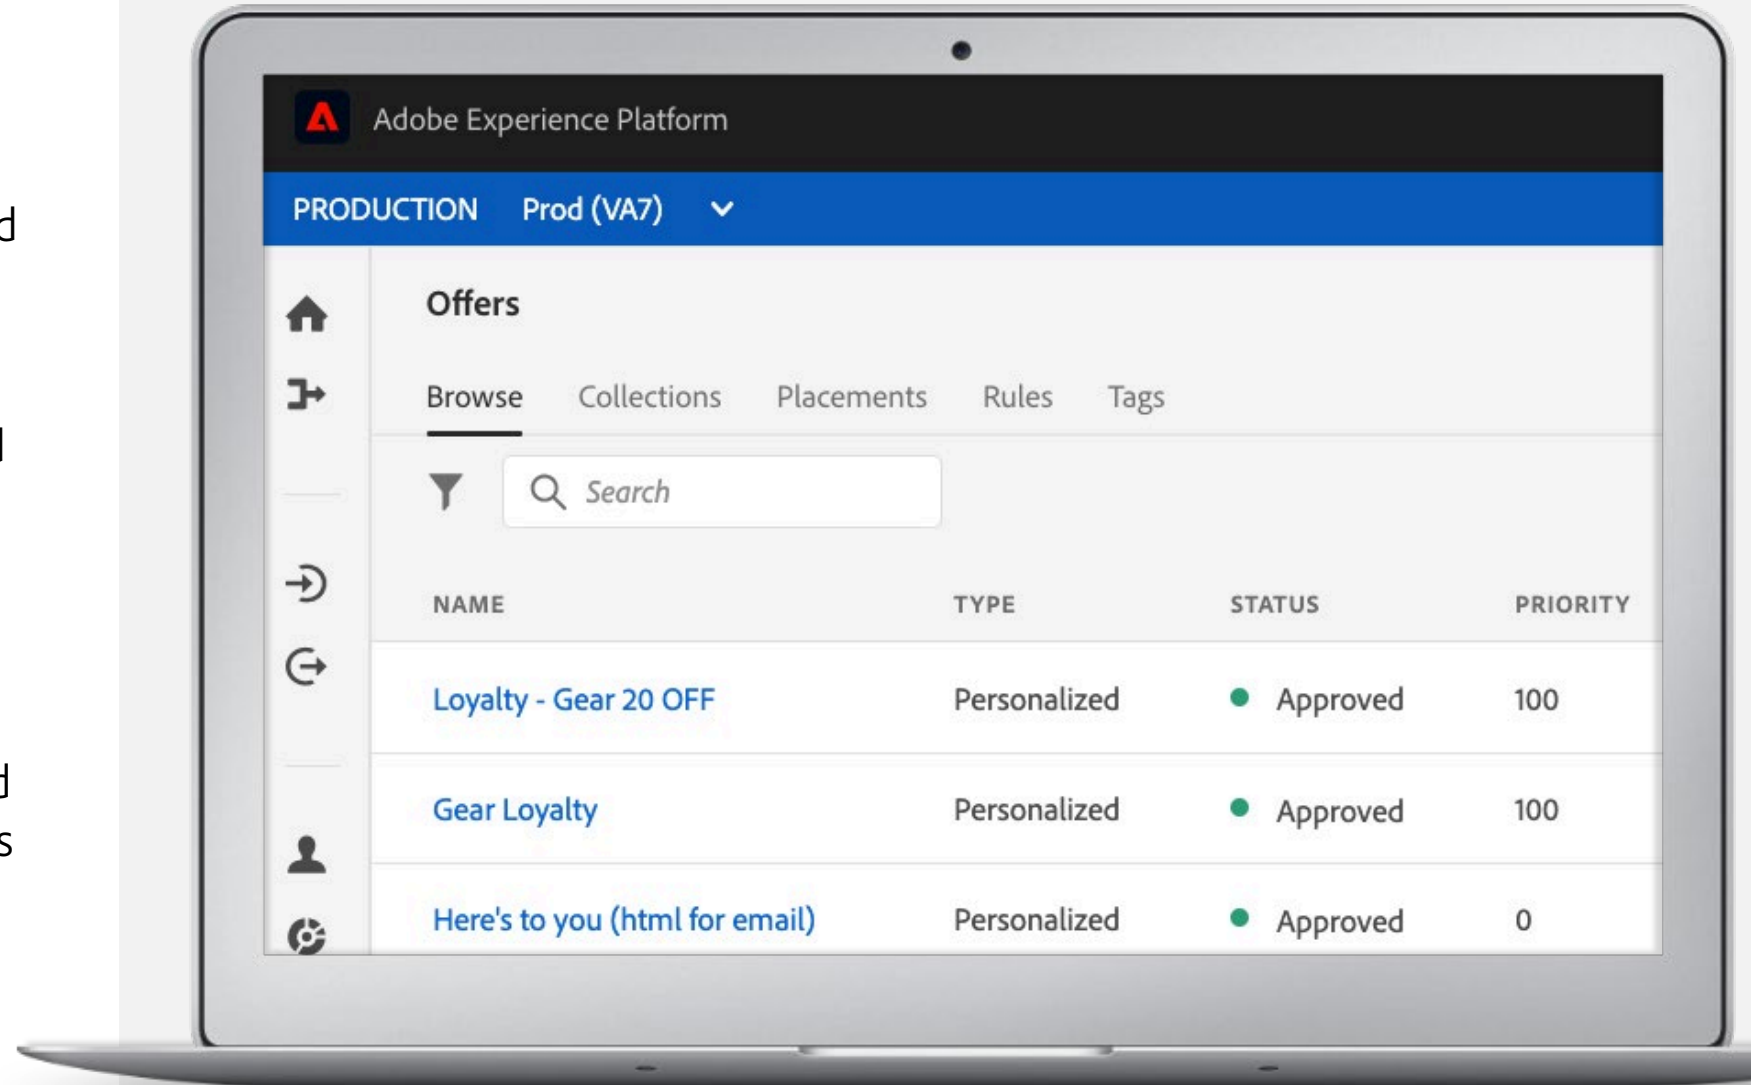 Adobe Experience Platform
PRODUCTION Prod (VA7)
Offers
Browse Collections Placements Rules Tags
Search
NAME TYPE STATUS PRIORITY
Loyalty - Gear 20 OFF Personalized Approved 100
Gear Loyalty Personalized Approved 100
Here's to you (html for email) Personalized Approved 0